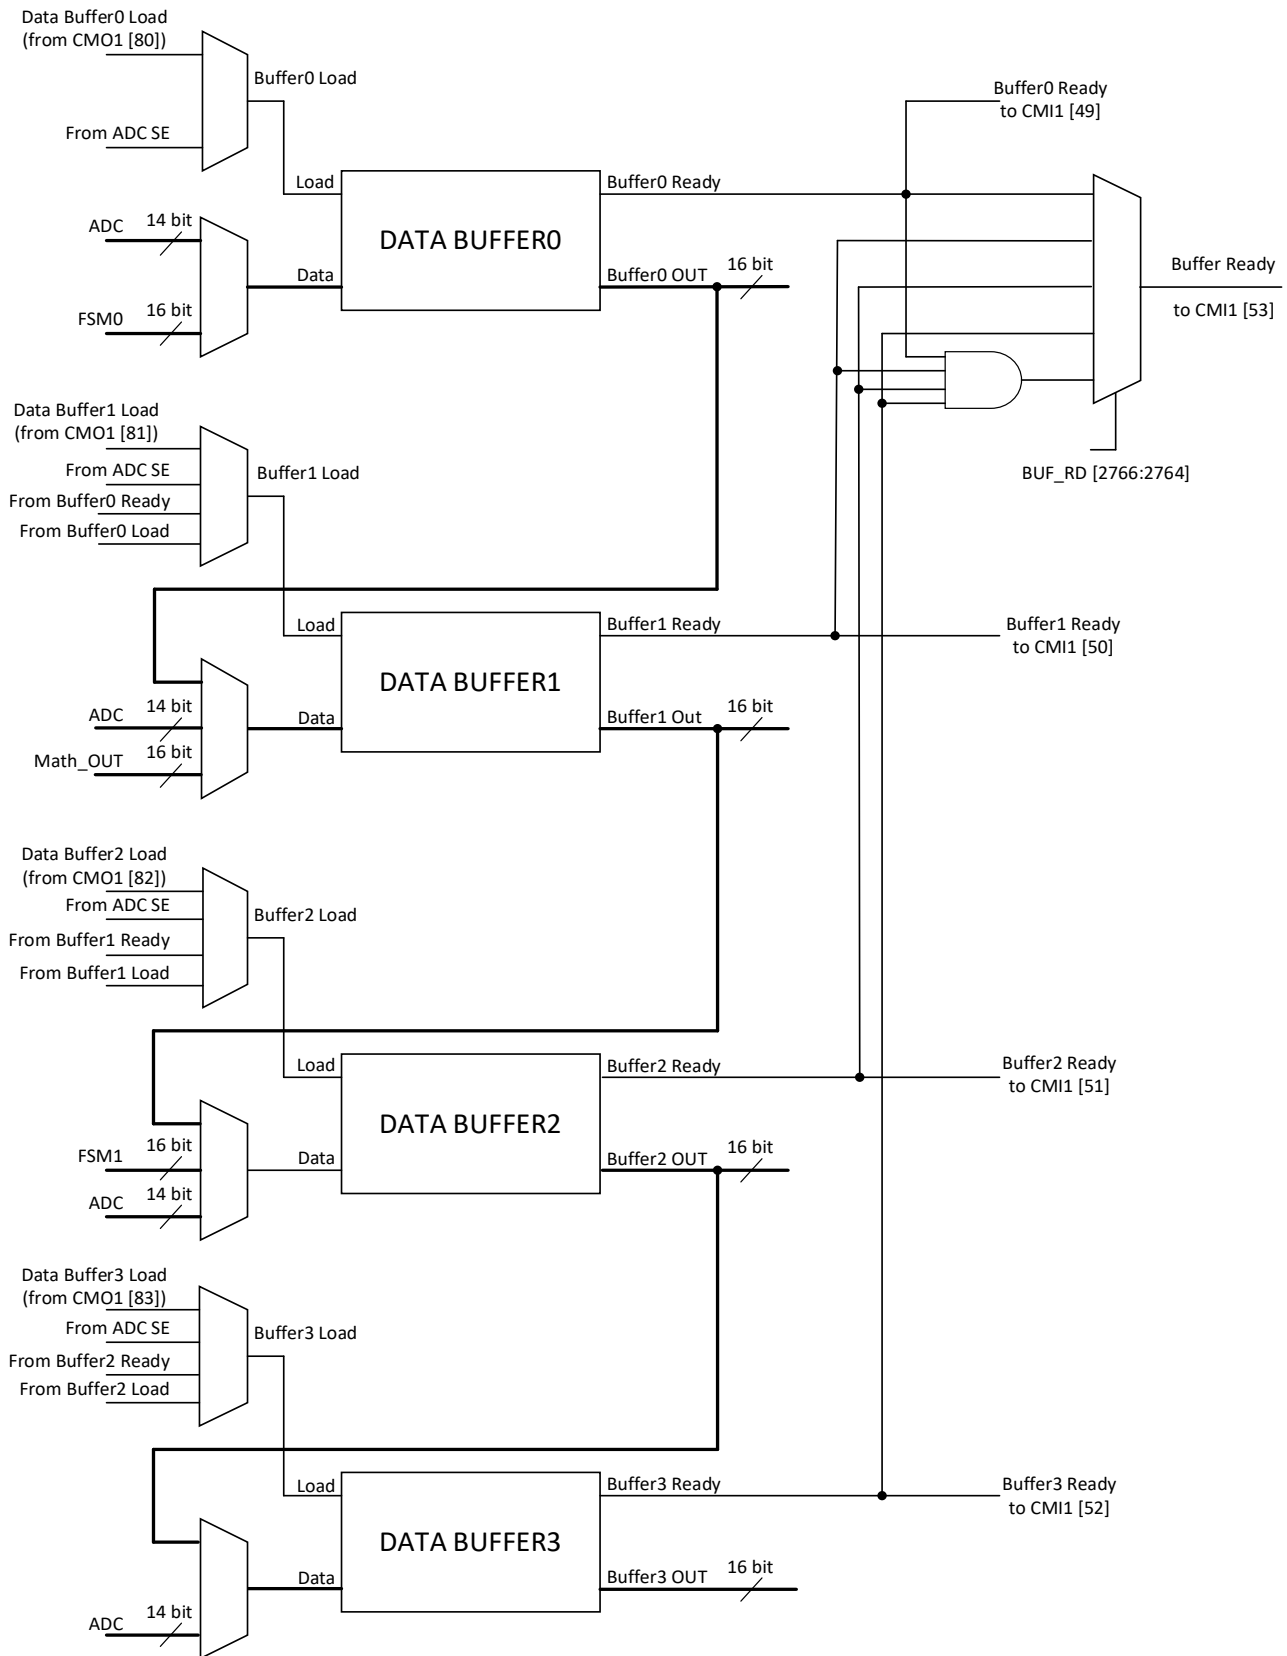 Data Buffer0 Load
(from CMO1 [80])
Buffer0 Load
From ADC SE
Buffer0 Ready
to CMI1 [49]
Load
Buffer0 Ready
ADC
14 bit
DATA BUFFER0
Data
Buffer0 OUT
16 bit
FSM0
16 bit
Buffer Ready
to CMI1 [53]
BUF_RD [2766:2764]
Data Buffer1 Load
(from CMO1 [81])
From ADC SE
From Buffer0 Ready
From Buffer0 Load
Buffer1 Load
Load
Buffer1 Ready
Buffer1 Ready
to CMI1 [50]
DATA BUFFER1
ADC
14 bit
Data
Buffer1 Out
16 bit
Math_OUT
16 bit
Data Buffer2 Load
(from CMO1 [82])
From ADC SE
From Buffer1 Ready
From Buffer1 Load
Buffer2 Load
Load
Buffer2 Ready
Buffer2 Ready
to CMI1 [51]
DATA BUFFER2
FSM1
16 bit
Data
Buffer2 OUT
16 bit
ADC
14 bit
Data Buffer3 Load
(from CMO1 [83])
From ADC SE
From Buffer2 Ready
From Buffer2 Load
Buffer3 Load
Load
Buffer3 Ready
Buffer3 Ready
to CMI1 [52]
DATA BUFFER3
Data
Buffer3 OUT
16 bit
ADC
14 bit